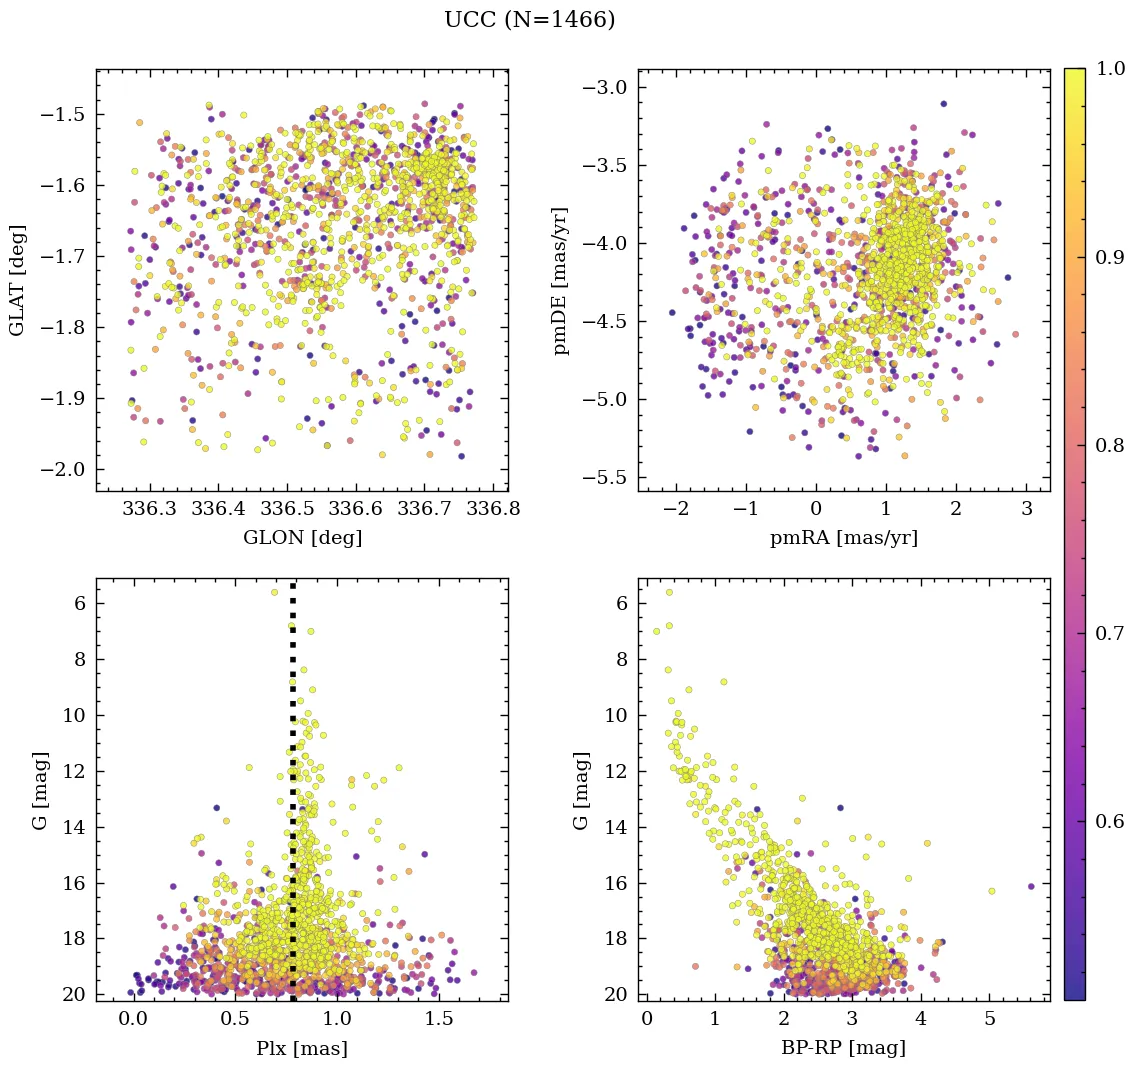 UCC (N=1466)
−1.5
−1.6
−1.7
−1.8
−1.9
−2.0
GLAT [deg]
336.3 336.4 336.5 336.6 336.7 336.8
GLON [deg]
−3.0
−3.5
−4.0
−4.5
−5.0
−5.5
pmDE [mas/yr]
−2 −1 0 1 2 3
pmRA [mas/yr]
1.0
0.9
0.8
0.7
0.6
6
8
10
12
14
16
18
20
G [mag]
0.0 0.5 1.0 1.5
Plx [mas]
6
8
10
12
14
16
18
20
G [mag]
0 1 2 3 4 5
BP-RP [mag]